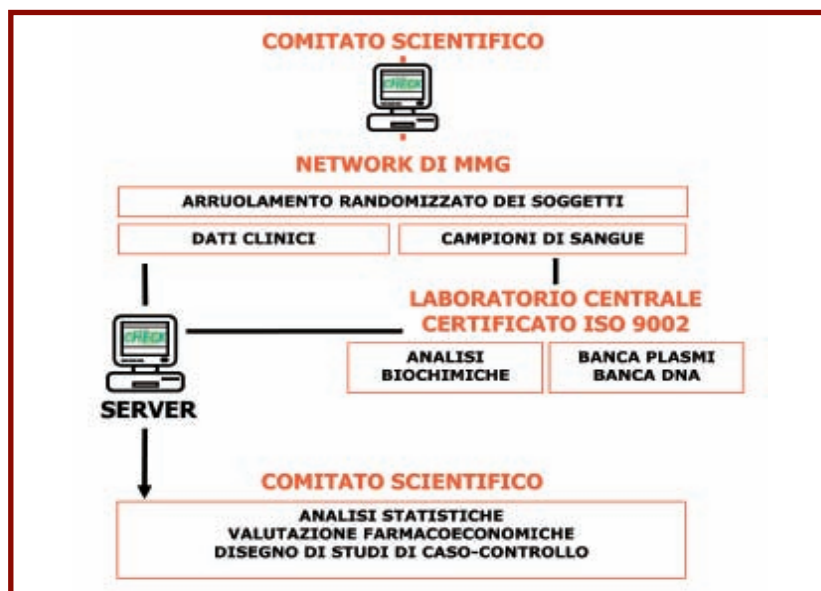 COMITATO SCIENTIFICO
CHECK
NETWORK DI MMG
ARRUOLAMENTO RANDOMIZZATO DEI SOGGETTI
DATI CLINICI
CAMPIONI DI SANGUE
LABORATORIO CENTRALE
CERTIFICATO ISO 9002
ANALISI
BIOCHIMICHE
BANCA PLASMI
BANCA DNA
CHECK
SERVER
COMITATO SCIENTIFICO
ANALISI STATISTICHE
VALUTAZIONE FARMACOECONOMICHE
DISEGNO DI STUDI DI CASO-CONTROLLO